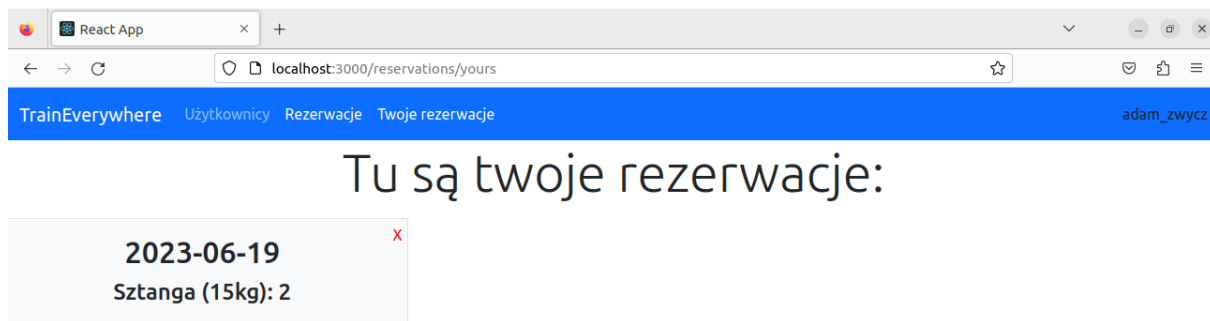 React App
localhost:3000/reservations/yours
TrainEverywhere Użytkownicy Rezerwacje Twoje rezerwacje adam_zwycz
Tu są twoje rezerwacje:
X
2023-06-19
Sztanga (15kg): 2